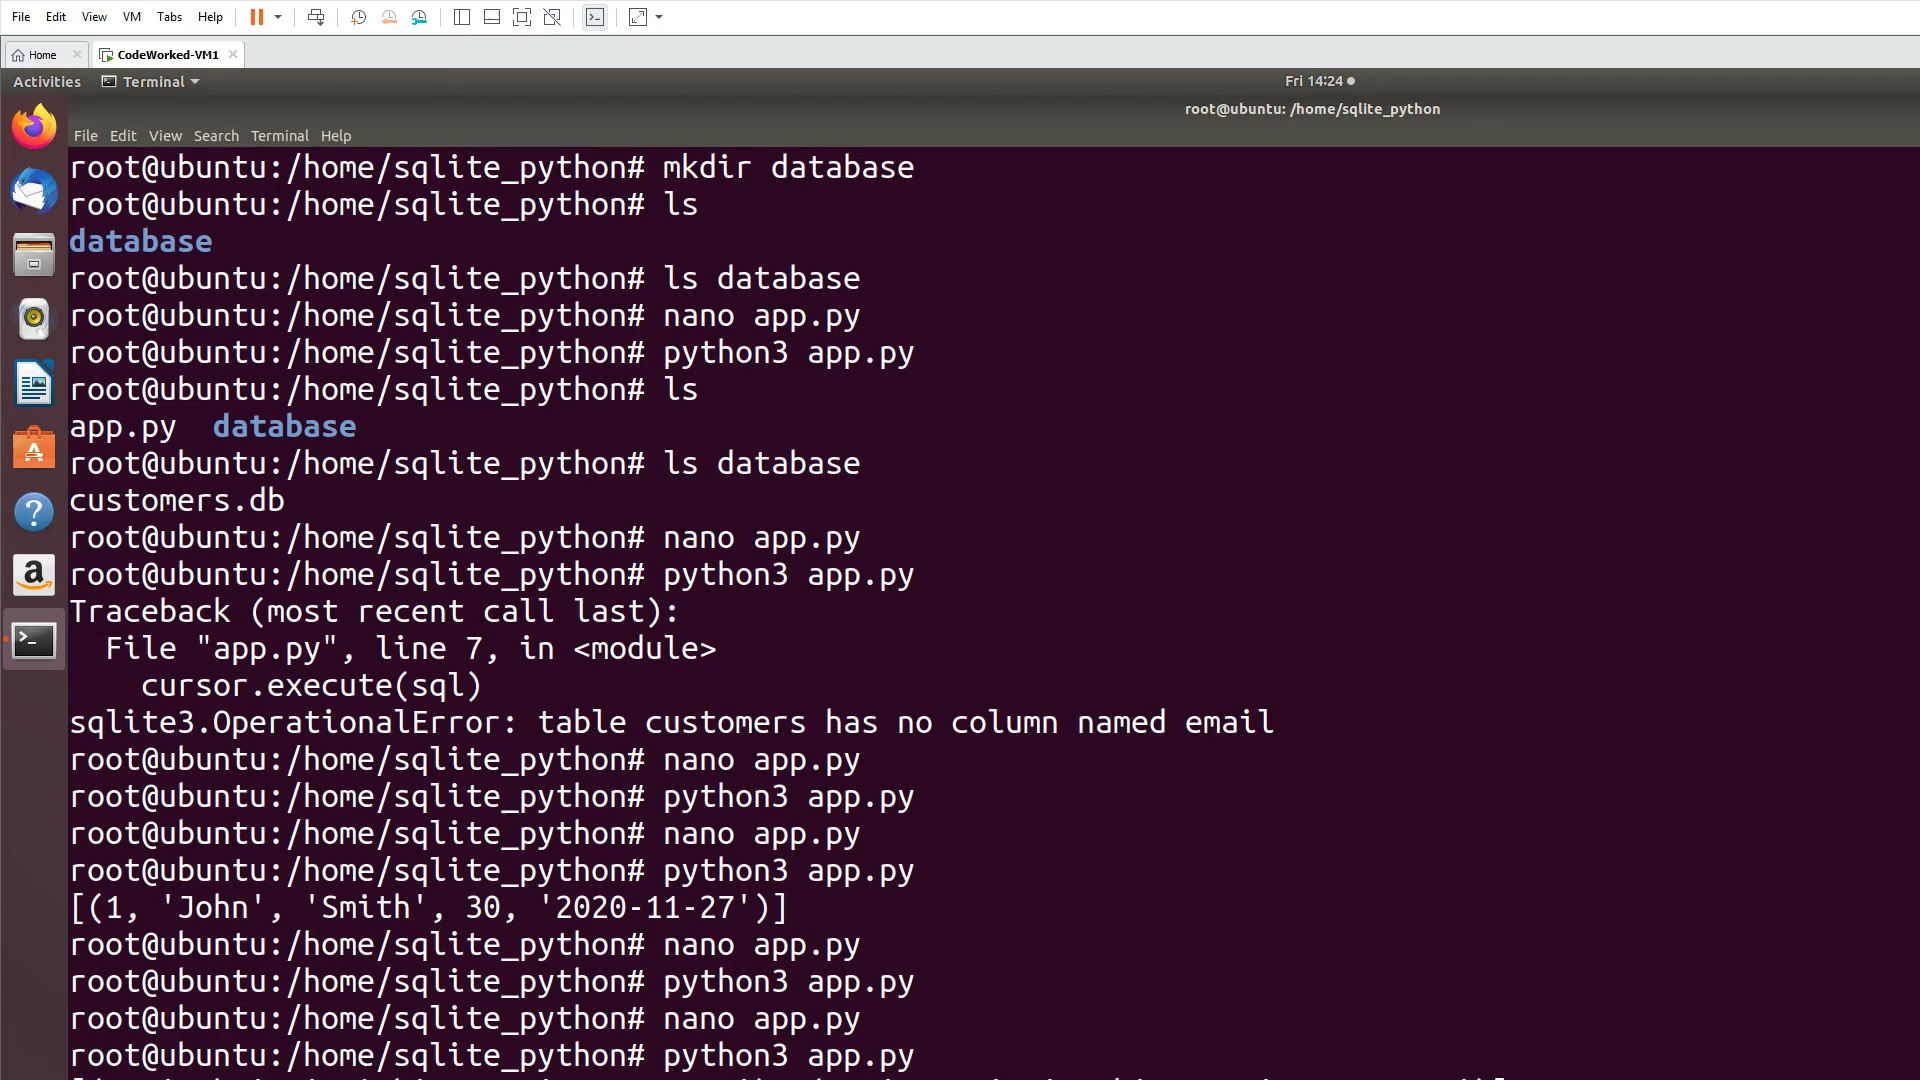 File Edit View VM Tabs Help
Home CodeWorked-VM1
Activities Terminal Fri 14:24
root@ubuntu: /home/sqlite_python
File Edit View Search Terminal Help
root@ubuntu:/home/sqlite_python# mkdir database
root@ubuntu:/home/sqlite_python# ls
database
root@ubuntu:/home/sqlite_python# ls database
root@ubuntu:/home/sqlite_python# nano app.py
root@ubuntu:/home/sqlite_python# python3 app.py
root@ubuntu:/home/sqlite_python# ls
app.py database
root@ubuntu:/home/sqlite_python# ls database
customers.db
root@ubuntu:/home/sqlite_python# nano app.py
root@ubuntu:/home/sqlite_python# python3 app.py
Traceback (most recent call last):
File "app.py", line 7, in <module>
cursor.execute(sql)
sqlite3.OperationalError: table customers has no column named email
root@ubuntu:/home/sqlite_python# nano app.py
root@ubuntu:/home/sqlite_python# python3 app.py
root@ubuntu:/home/sqlite_python# nano app.py
root@ubuntu:/home/sqlite_python# python3 app.py
[(1, 'John', 'Smith', 30, '2020-11-27')]
root@ubuntu:/home/sqlite_python# nano app.py
root@ubuntu:/home/sqlite_python# python3 app.py
root@ubuntu:/home/sqlite_python# nano app.py
root@ubuntu:/home/sqlite_python# python3 app.py